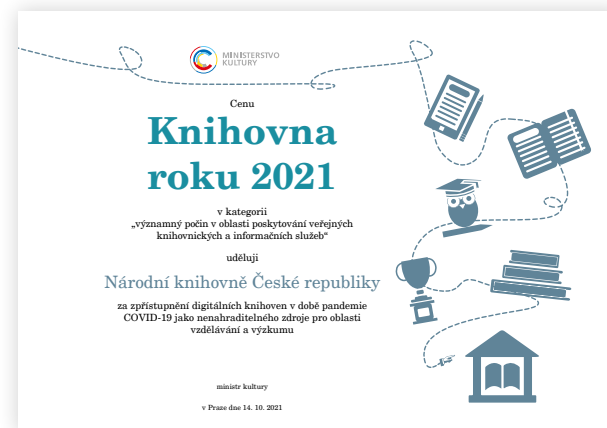 MINISTERSTVO
KULTURY
Cenu
Knihovna
roku 2021
v kategorii
„významný počin v oblasti poskytování veřejných
knihovnických a informačních služeb“
uděluji
Národní knihovně České republiky
za zpřístupnění digitálních knihoven v době pandemie
COVID-19 jako nenahraditelného zdroje pro oblasti
vzdělávání a výzkumu
ministr kultury
v Praze dne 14. 10. 2021